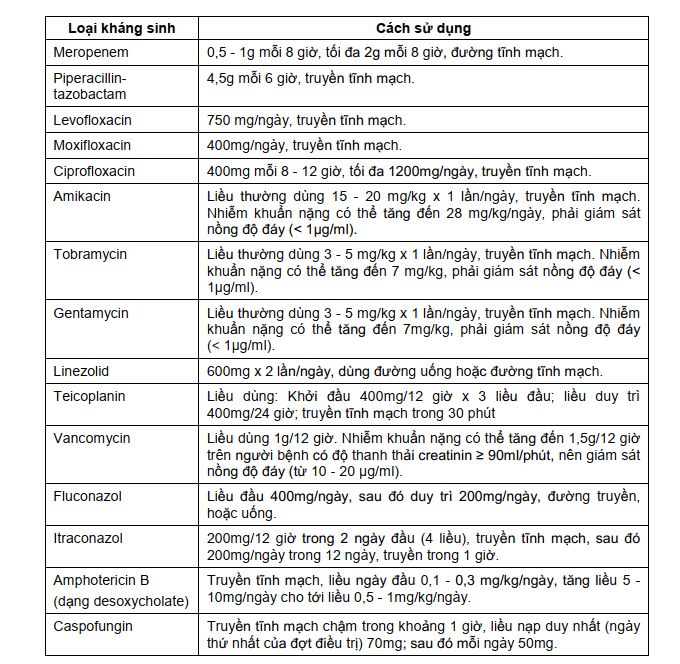 Loại kháng sinh
Cách sử dụng
Meropenem
0,5 - 1g mỗi 8 giờ, tối đa 2g mỗi 8 giờ, đường tĩnh mạch.
Piperacillin-
tazobactam
4,5g mỗi 6 giờ, truyền tĩnh mạch.
Levofloxacin
750 mg/ngày, truyền tĩnh mạch.
Moxifloxacin
400mg/ngày, truyền tĩnh mạch.
Ciprofloxacin
400mg mỗi 8 - 12 giờ, tối đa 1200mg/ngày, truyền tĩnh mạch.
Amikacin
Liều thường dùng 15 - 20 mg/kg x 1 lần/ngày, truyền tĩnh mạch.
Nhiễm khuẩn nặng có thể tăng đến 28 mg/kg/ngày, phải giám sát
nồng độ đáy (< 1µg/ml).
Tobramycin
Liều thường dùng 3 - 5 mg/kg x 1 lần/ngày, truyền tĩnh mạch. Nhiễm
khuẩn nặng có thể tăng đến 7 mg/kg, phải giám sát nồng độ đáy (<
1µg/ml).
Gentamycin
Liều thường dùng 3 - 5 mg/kg x 1 lần/ngày, truyền tĩnh mạch. Nhiễm
khuẩn nặng có thể tăng đến 7mg/kg, phải giám sát nồng độ đáy
(< 1µg/ml).
Linezolid
600mg x 2 lần/ngày, dùng đường uống hoặc đường tĩnh mạch.
Teicoplanin
Liều dùng: Khởi đầu 400mg/12 giờ x 3 liều đầu; liều duy trì
400mg/24 giờ; truyền tĩnh mạch trong 30 phút
Vancomycin
Liều dùng 1g/12 giờ. Nhiễm khuẩn nặng có thể tăng đến 1,5g/12 giờ
trên người bệnh có độ thanh thải creatinin ≥ 90ml/phút, nên giám sát
nồng độ đáy (từ 10 - 20 µg/ml).
Fluconazol
Liều đầu 400mg/ngày, sau đó duy trì 200mg/ngày, đường truyền,
hoặc uống.
Itraconazol
200mg/12 giờ trong 2 ngày đầu (4 liều), truyền tĩnh mạch, sau đó
200mg/ngày trong 12 ngày, truyền trong 1 giờ.
Amphotericin B
(dạng desoxycholate)
Truyền tĩnh mạch, liều ngày đầu 0,1 - 0,3 mg/kg/ngày, tăng liều 5 -
10mg/ngày cho tới liều 0,5 - 1mg/kg/ngày.
Caspofungin
Truyền tĩnh mạch chậm trong khoảng 1 giờ, liều nạp duy nhất (ngày
thứ nhất của đợt điều trị) 70mg; sau đó mỗi ngày 50mg.